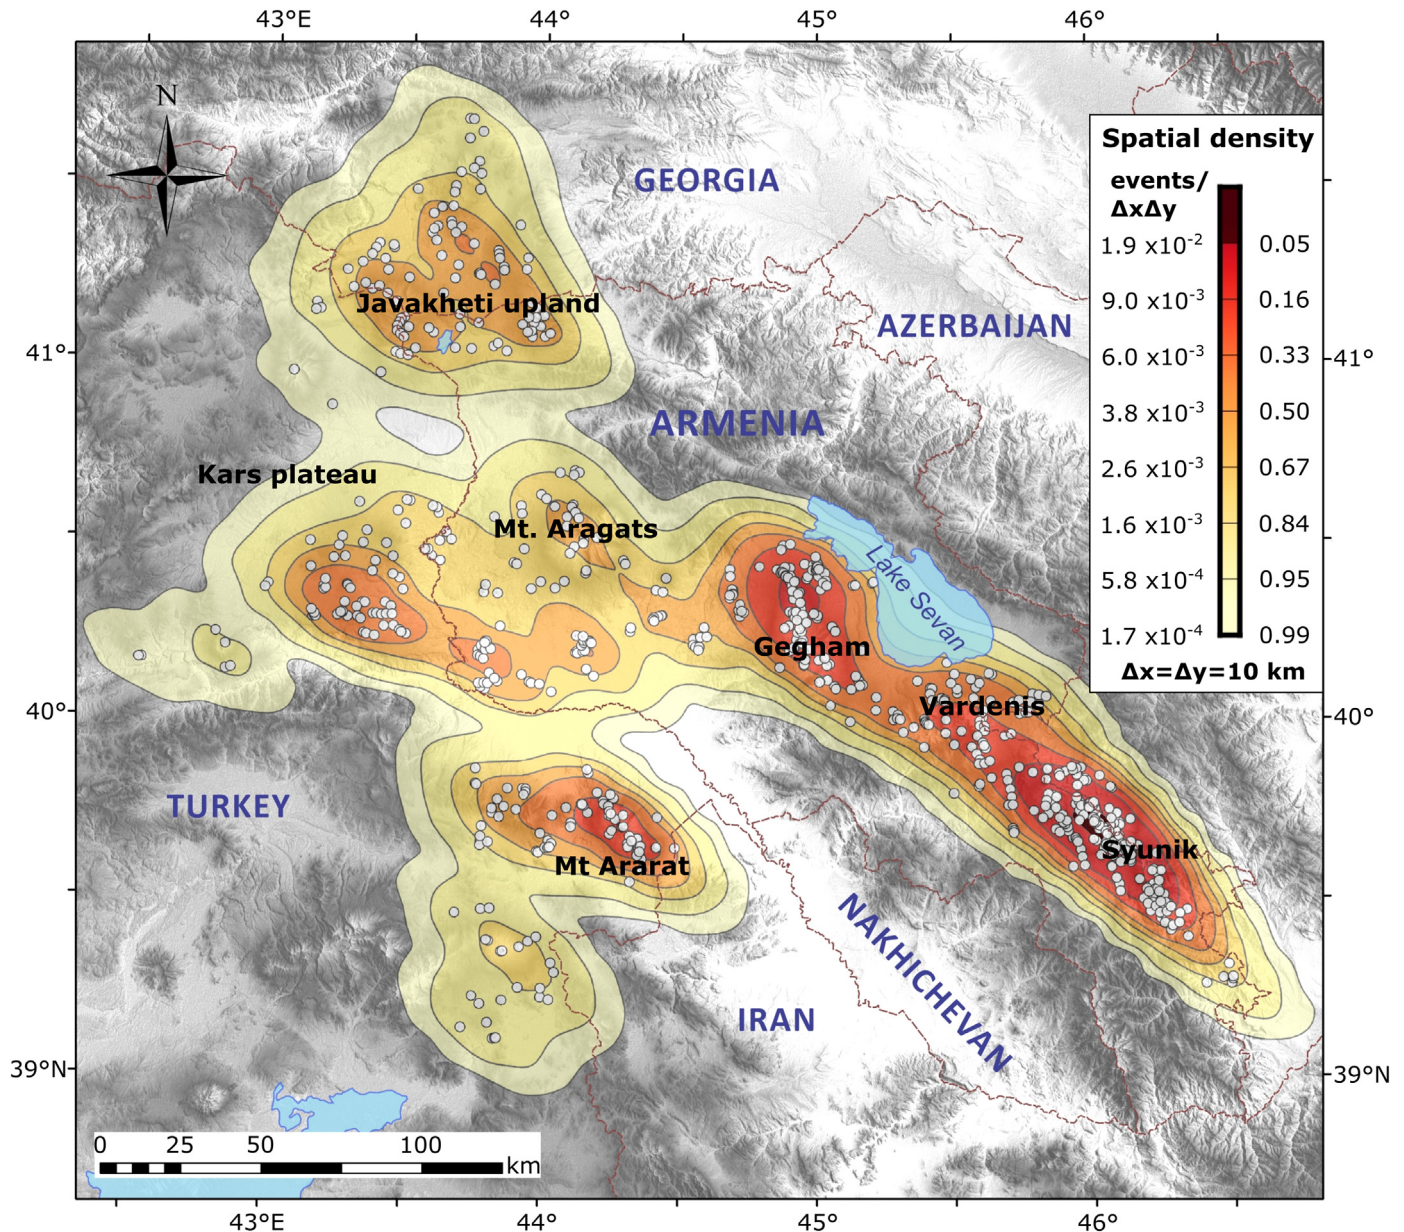 43°E 44° 45° 46°
N
Spatial density
events/
ΔxΔy
1.9 x10⁻² 0.05
9.0 x10⁻³ 0.16
6.0 x10⁻³ 0.33
3.8 x10⁻³ 0.50
2.6 x10⁻³ 0.67
1.6 x10⁻³ 0.84
5.8 x10⁻⁴ 0.95
1.7 x10⁻⁴ 0.99
Δx=Δy=10 km
GEORGIA
Javakheti upland
AZERBAIJAN
41° 41°
ARMENIA
Kars plateau
Mt. Aragats
Lake Sevan
Gegham
Vardenis
40° 40°
TURKEY
Syunik
Mt Ararat
NAKHICHEVAN
IRAN
39°N 39°N
0 25 50 100
km
43°E 44° 45° 46°